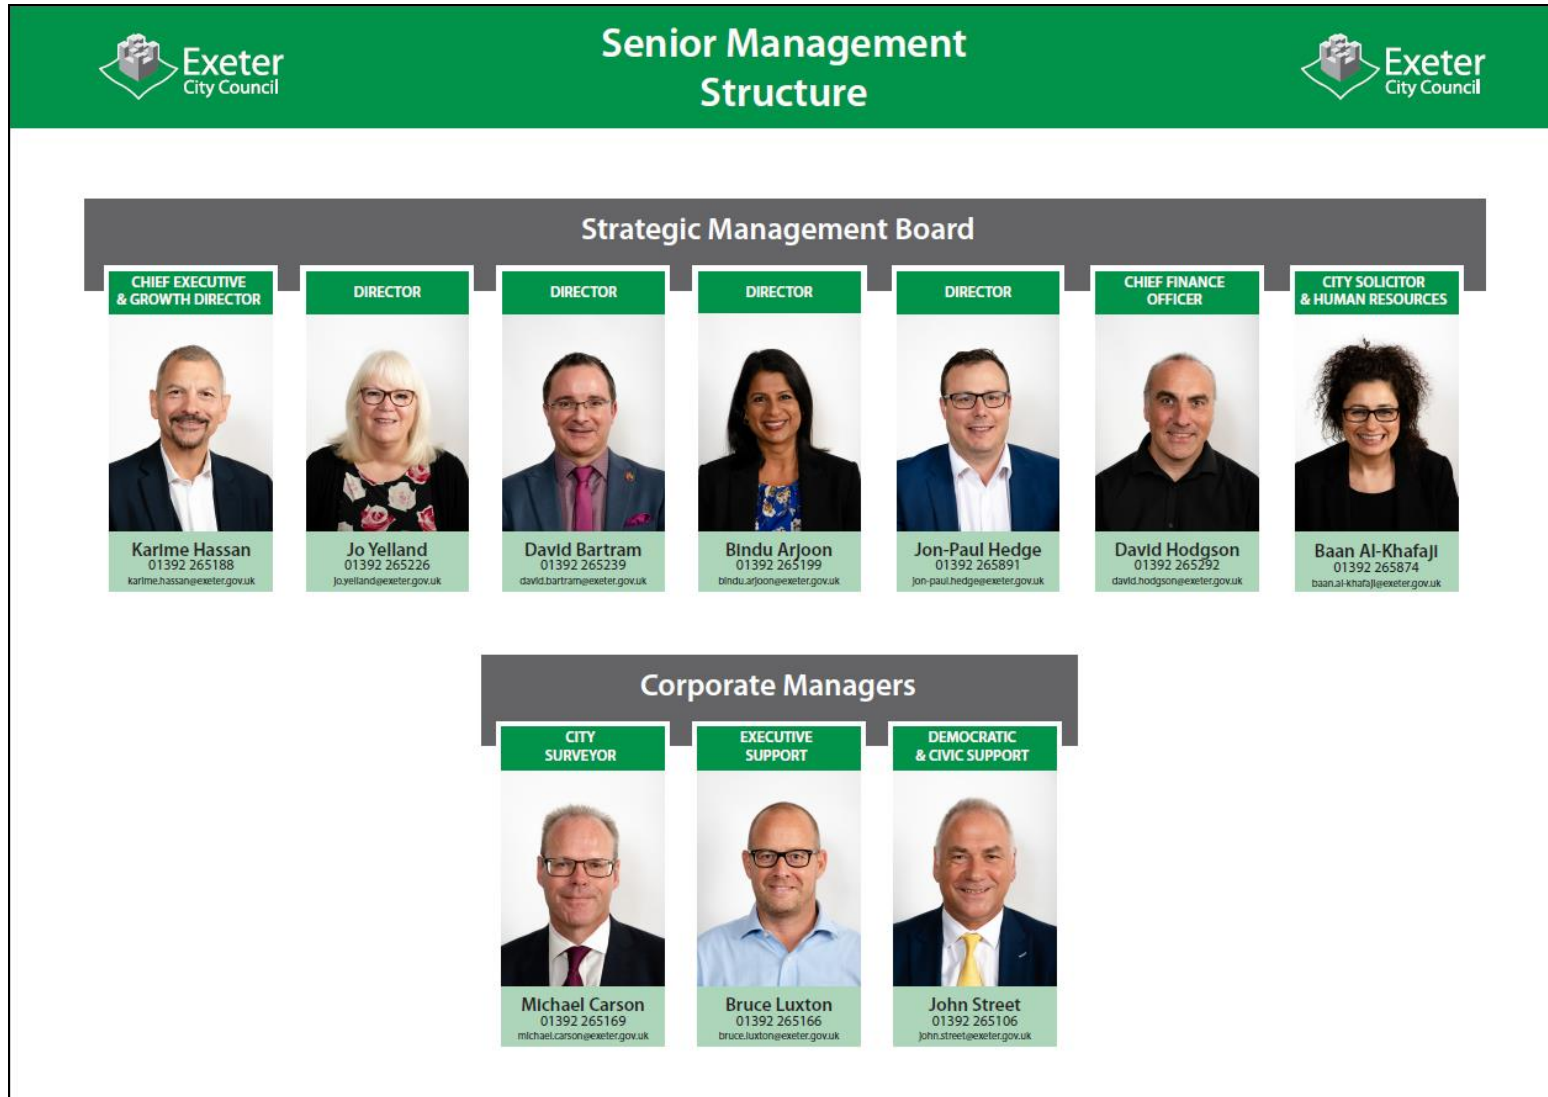 Exeter
City Council
Senior Management
Structure
Exeter
City Council
Strategic Management Board
CHIEF EXECUTIVE
& GROWTH DIRECTOR
Karime Hassan
01392 265188
karime.hassan@exeter.gov.uk
DIRECTOR
Jo Yelland
01392 265226
jo.yelland@exeter.gov.uk
DIRECTOR
David Bartram
01392 265239
david.bartram@exeter.gov.uk
DIRECTOR
Bindu Arjoon
01392 265199
bindu.arjoon@exeter.gov.uk
DIRECTOR
Jon-Paul Hedge
01392 265891
jon-paul.hedge@exeter.gov.uk
CHIEF FINANCE
OFFICER
David Hodgson
01392 265292
david.hodgson@exeter.gov.uk
CITY SOLICITOR
& HUMAN RESOURCES
Baan Al-Khafaji
01392 265874
baan.al-khafaji@exeter.gov.uk
Corporate Managers
CITY
SURVEYOR
Michael Carson
01392 265169
michael.carson@exeter.gov.uk
EXECUTIVE
SUPPORT
Bruce Luxton
01392 265166
bruce.luxton@exeter.gov.uk
DEMOCRATIC
& CIVIC SUPPORT
John Street
01392 265106
john.street@exeter.gov.uk